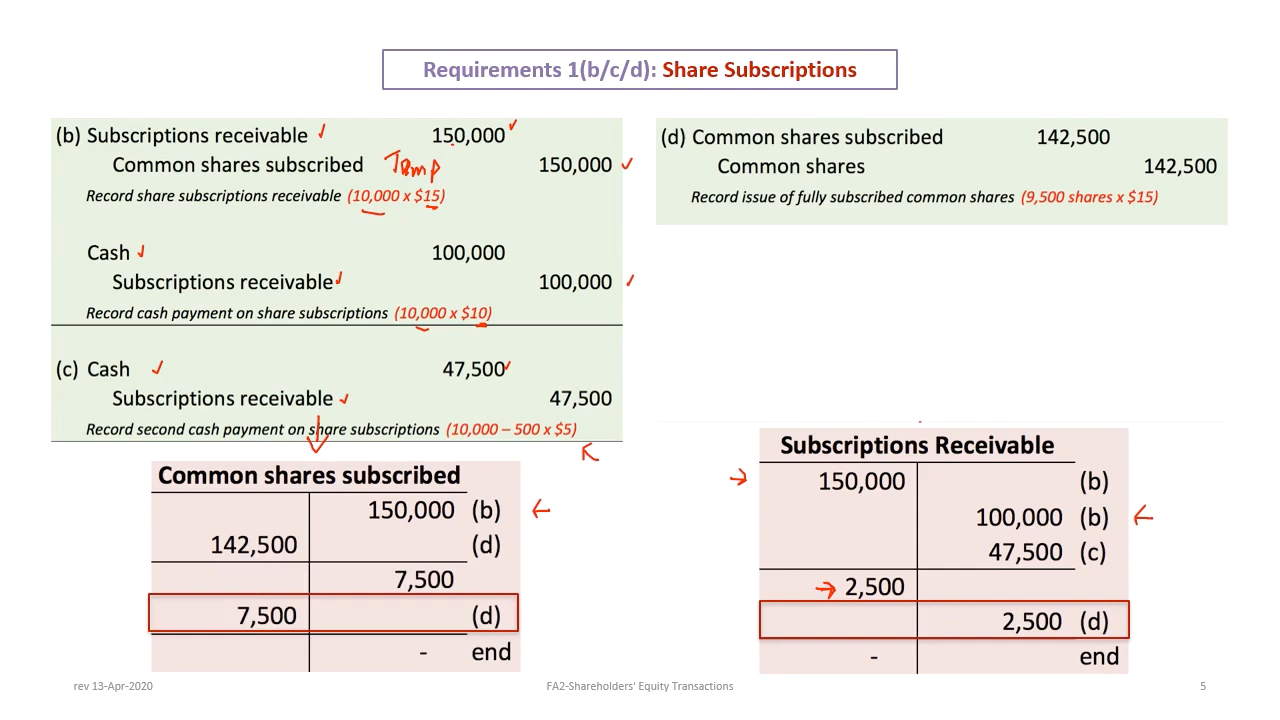 Requirements 1(b/c/d): Share Subscriptions
(b) Subscriptions receivable 150,000
Common shares subscribed Temp 150,000
Record share subscriptions receivable (10,000 x $15)
Cash 100,000
Subscriptions receivable 100,000
Record cash payment on share subscriptions (10,000 x $10)
(c) Cash 47,500
Subscriptions receivable 47,500
Record second cash payment on share subscriptions (10,000 – 500 x $5)
(d) Common shares subscribed 142,500
Common shares 142,500
Record issue of fully subscribed common shares (9,500 shares x $15)
Common shares subscribed
150,000 (b)
142,500 (d)
7,500
7,500 (d)
- end
Subscriptions Receivable
150,000 (b)
100,000 (b)
47,500 (c)
2,500
2,500 (d)
- end
rev 13-Apr-2020 FA2-Shareholders' Equity Transactions 5